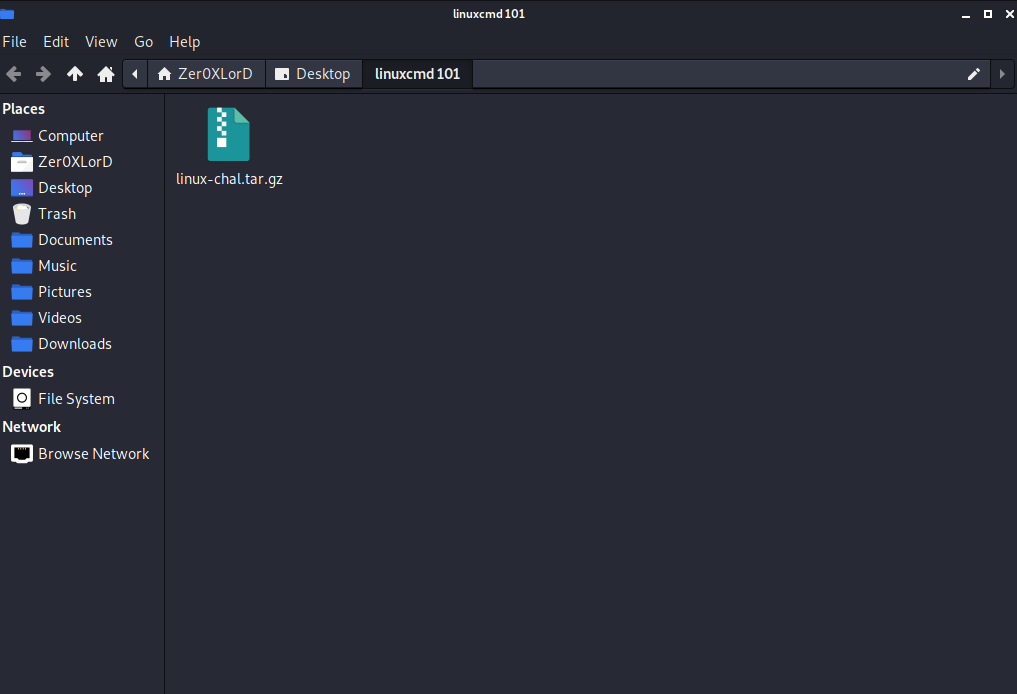 linuxcmd 101
File Edit View Go Help
Zer0XLorD Desktop linuxcmd 101
Places
Computer
Zer0XLorD
Desktop
Trash
Documents
Music
Pictures
Videos
Downloads
Devices
File System
Network
Browse Network
linux-chal.tar.gz